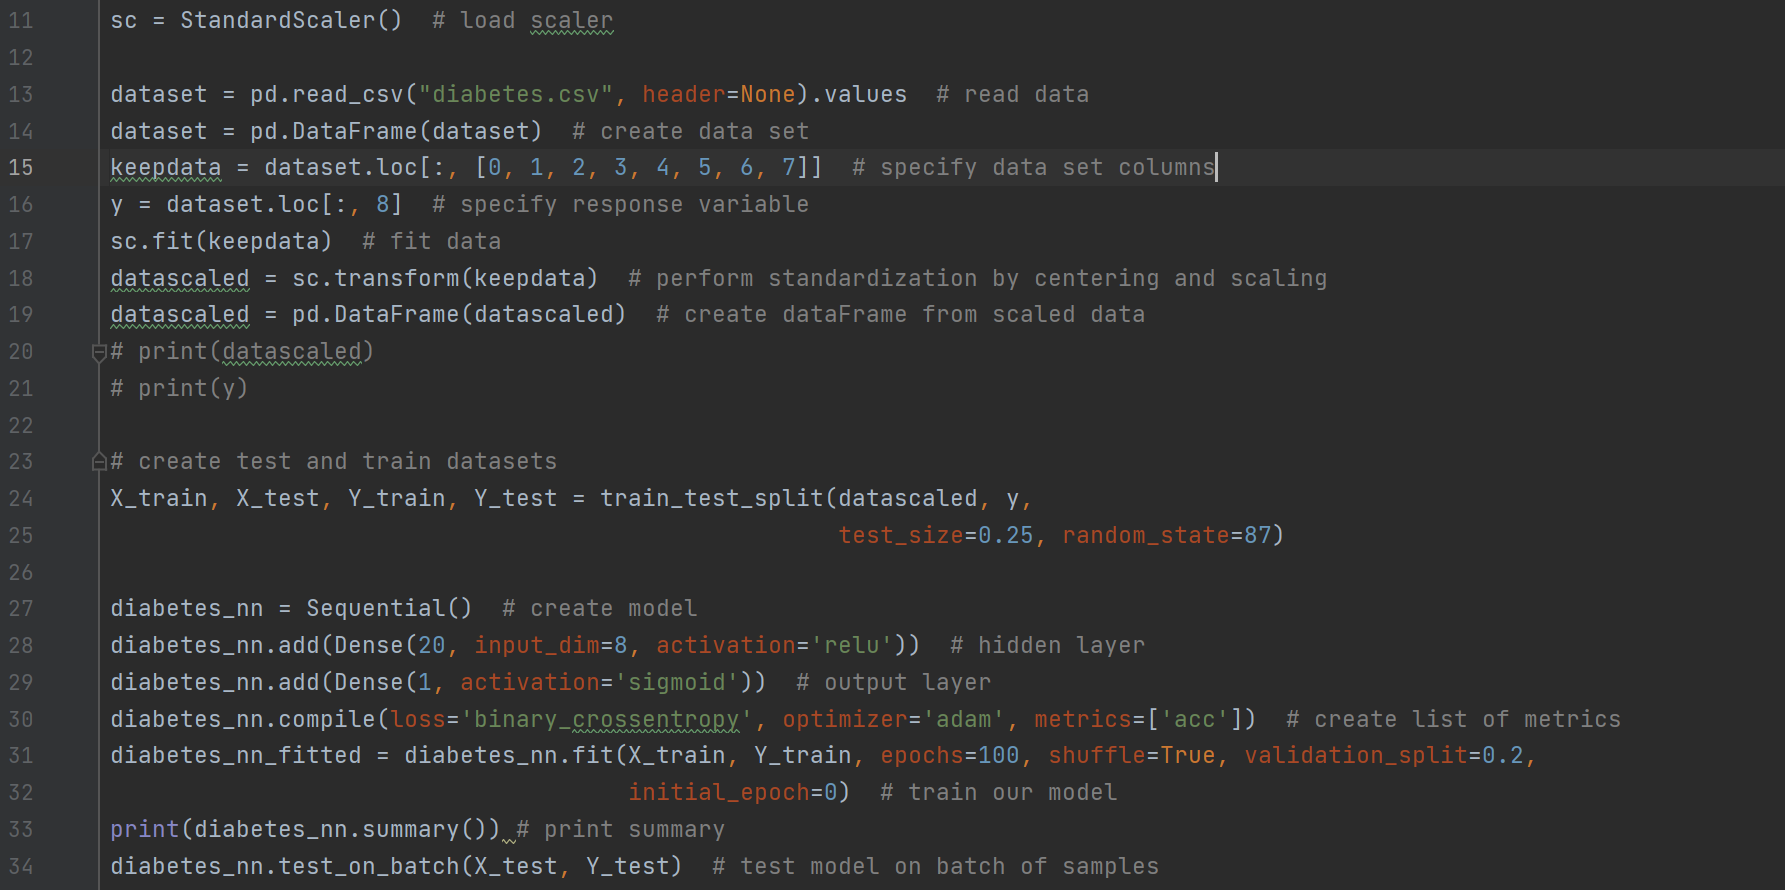 11 sc = StandardScaler()  # load scaler
12
13 dataset = pd.read_csv("diabetes.csv", header=None).values  # read data
14 dataset = pd.DataFrame(dataset)  # create data set
15 keepdata = dataset.loc[:, [0, 1, 2, 3, 4, 5, 6, 7]]  # specify data set columns
16 y = dataset.loc[:, 8]  # specify response variable
17 sc.fit(keepdata)  # fit data
18 datascaled = sc.transform(keepdata)  # perform standardization by centering and scaling
19 datascaled = pd.DataFrame(datascaled)  # create dataFrame from scaled data
20 # print(datascaled)
21 # print(y)
22
23 # create test and train datasets
24 X_train, X_test, Y_train, Y_test = train_test_split(datascaled, y,
25                                                     test_size=0.25, random_state=87)
26
27 diabetes_nn = Sequential()  # create model
28 diabetes_nn.add(Dense(20, input_dim=8, activation='relu'))  # hidden layer
29 diabetes_nn.add(Dense(1, activation='sigmoid'))  # output layer
30 diabetes_nn.compile(loss='binary_crossentropy', optimizer='adam', metrics=['acc'])  # create list of metrics
31 diabetes_nn_fitted = diabetes_nn.fit(X_train, Y_train, epochs=100, shuffle=True, validation_split=0.2,
32                                      initial_epoch=0)  # train our model
33 print(diabetes_nn.summary()) # print summary
34 diabetes_nn.test_on_batch(X_test, Y_test)  # test model on batch of samples